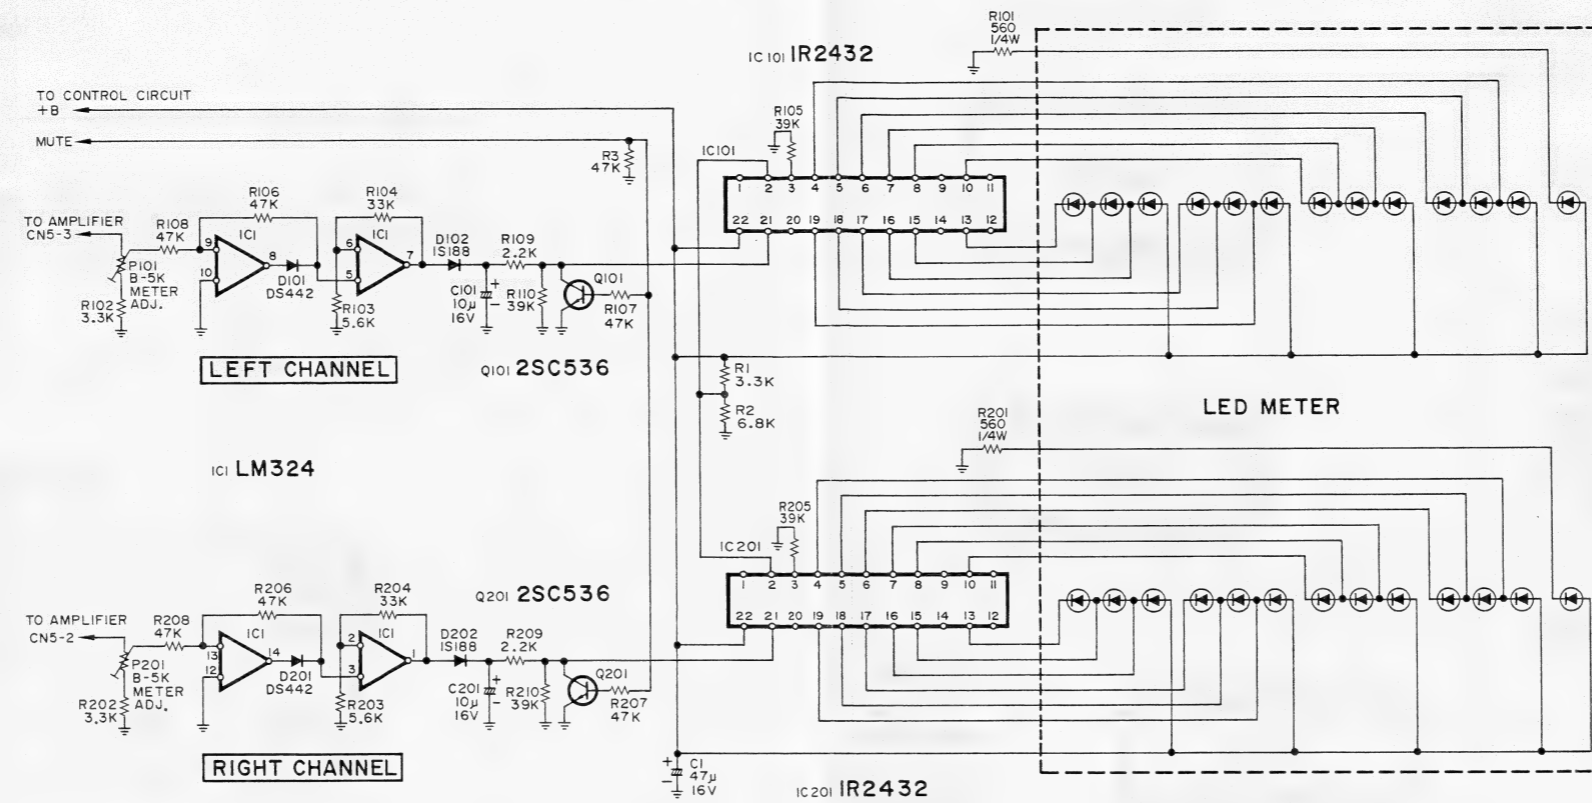 R101
560
1/4W
IC101 IR2432
TO CONTROL CIRCUIT
+B
MUTE
R3
47K
R105
39K
IC101
1 2 3 4 5 6 7 8 9 10 11
22 21 20 19 18 17 16 15 14 13 12
R106
47K
R104
33K
TO AMPLIFIER
CN5-3
R108
47K
IC1
9
10
8
IC1
6
5
7
D102
1S188
R109
2.2K
P101
B-5K
METER
ADJ.
D101
DS442
R102
3.3K
R103
5.6K
C101
10μ
16V
+
-
R110
39K
Q101
R107
47K
LEFT CHANNEL
Q101 2SC536
R1
3.3K
R2
6.8K
LED METER
R201
560
1/4W
IC1 LM324
R205
39K
IC201
1 2 3 4 5 6 7 8 9 10 11
22 21 20 19 18 17 16 15 14 13 12
R206
47K
R204
33K
Q201 2SC536
TO AMPLIFIER
CN5-2
R208
47K
IC1
13
12
14
IC1
2
3
1
D202
1S188
R209
2.2K
P201
B-5K
METER
ADJ.
D201
DS442
R202
3.3K
R203
5.6K
C201
10μ
16V
+
-
R210
39K
Q201
R207
47K
RIGHT CHANNEL
+
-
C1
47μ
16V
IC201 IR2432